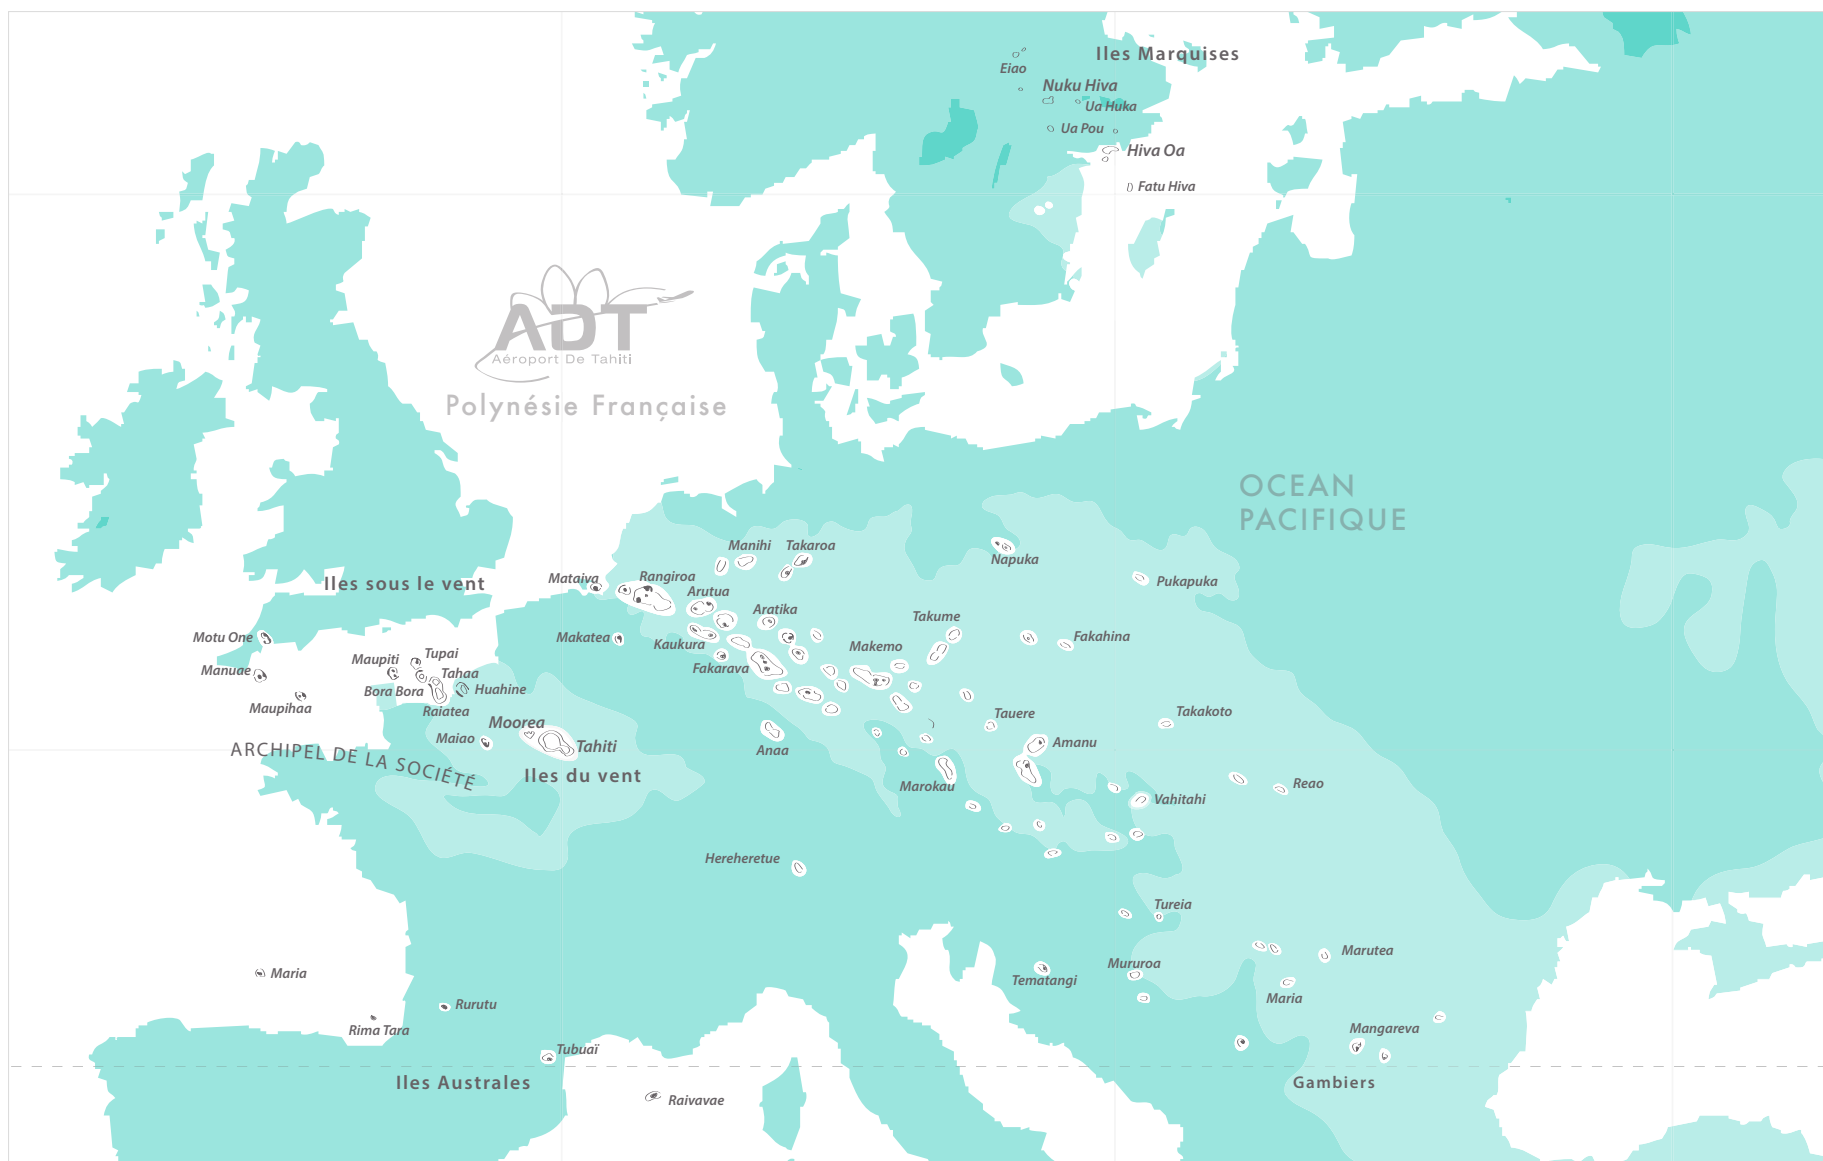 Iles Marquises
Eiao
Nuku Hiva
Ua Huka
Ua Pou
Hiva Oa
Fatu Hiva
ADT
Aéroport De Tahiti
Polynésie Française
OCEAN
PACIFIQUE
Manihi
Takaroa
Napuka
Iles sous le vent
Mataiva
Rangiroa
Pukapuka
Arutua
Aratika
Takume
Motu One
Makatea
Kaukura
Makemo
Fakahina
Maupiti
Tupai
Manuae
Tahaa
Fakarava
Bora Bora
Huahine
Maupihaa
Raiatea
Moorea
Tauere
Takakoto
Maiao
Tahiti
Anaa
Amanu
ARCHIPEL DE LA SOCIÉTÉ
Iles du vent
Marokau
Reao
Vahitahi
Hereheretue
Tureia
Marutea
Mururoa
Maria
Tematangi
Maria
Rurutu
Rima Tara
Mangareva
Tubuaï
Iles Australes
Gambiers
Raivavae